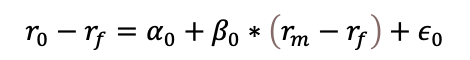 r₀ − r_f = α₀ + β₀ * (r_m − r_f) + ϵ₀